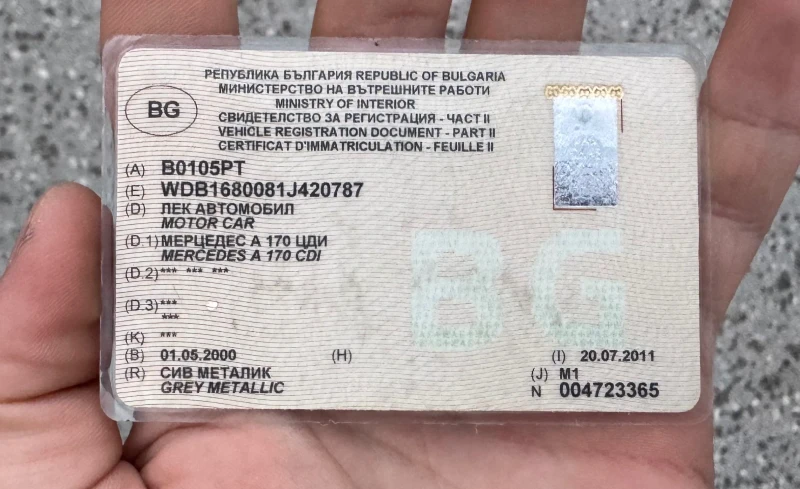 BG
РЕПУБЛИКА БЪЛГАРИЯ REPUBLIC OF BULGARIA
МИНИСТЕРСТВО НА ВЪТРЕШНИТЕ РАБОТИ
MINISTRY OF INTERIOR
СВИДЕТЕЛСТВО ЗА РЕГИСТРАЦИЯ - ЧАСТ II
VEHICLE REGISTRATION DOCUMENT - PART II
CERTIFICAT D'IMMATRICULATION - FEUILLE II
(A) B0105PT
(E) WDB1680081J420787
(D) ЛЕК АВТОМОБИЛ
MOTOR CAR
(D.1) МЕРЦЕДЕС А 170 ЦДИ
MERCEDES A 170 CDI
(D.2) *** *** ***
(D.3) ***
***
(K) ***
BG
(B) 01.05.2000 (H) (I) 20.07.2011
(R) СИВ МЕТАЛИК (J) M1
GREY METALLIC N 004723365